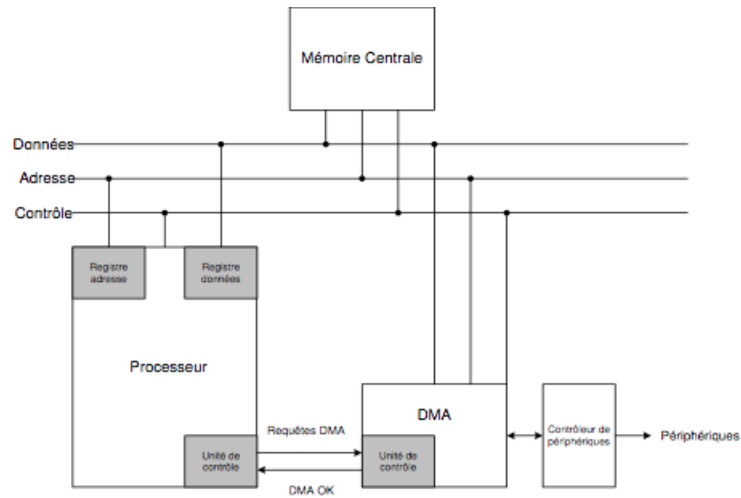 Mémoire Centrale
Données
Adresse
Contrôle
Registre
adresse
Registre
données
Processeur
DMA
Requêtes DMA
Unité de
contrôle
Unité de
contrôle
DMA OK
Contrôleur de
périphériques
Périphériques